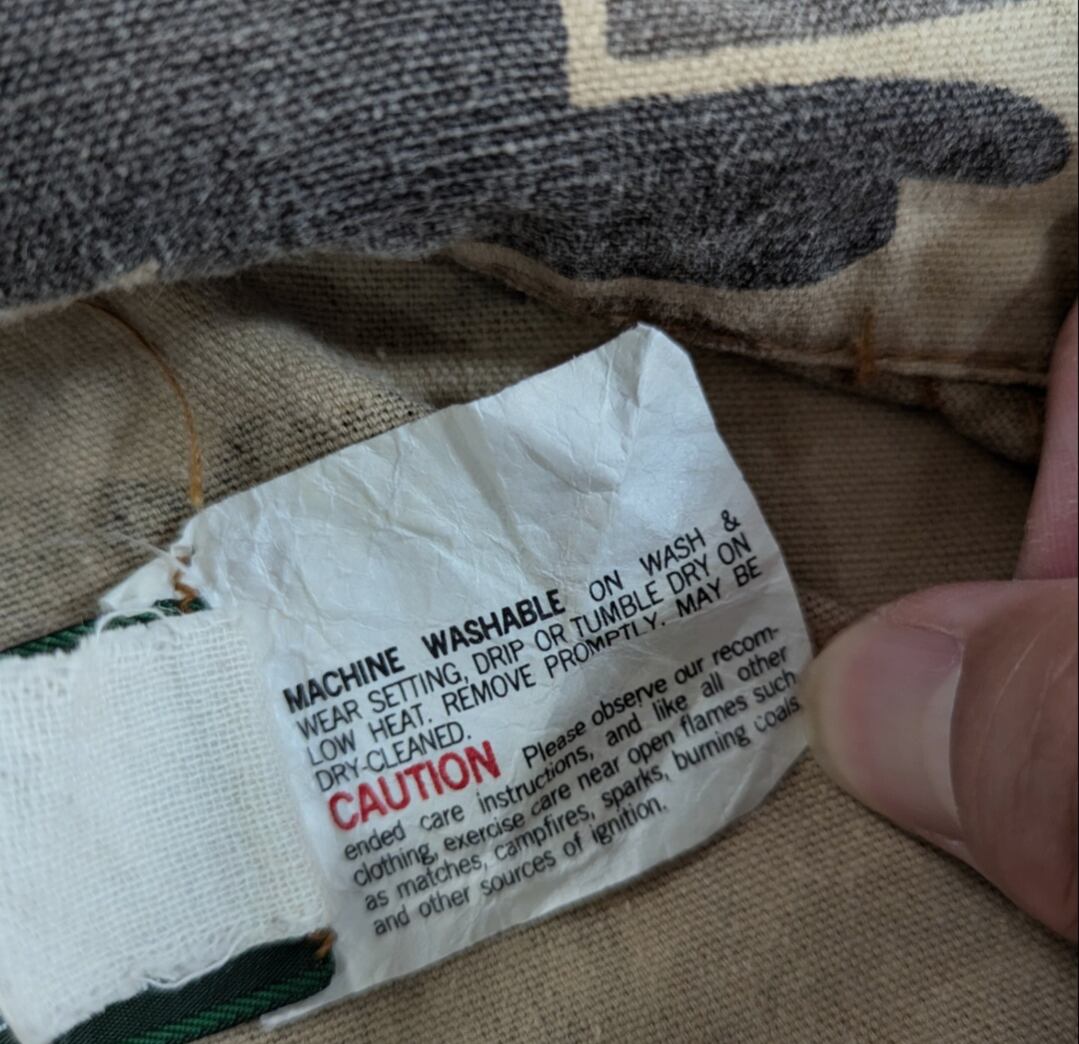 MACHINE WASHABLE ON WASH &
WEAR SETTING, DRIP OR TUMBLE DRY ON
LOW HEAT. REMOVE PROMPTLY. MAY BE
DRY-CLEANED.
CAUTION Please observe our recom-
ended care instructions, and like all other
clothing, exercise care near open flames such
as matches, campfires, sparks, burning coals
and other sources of ignition.